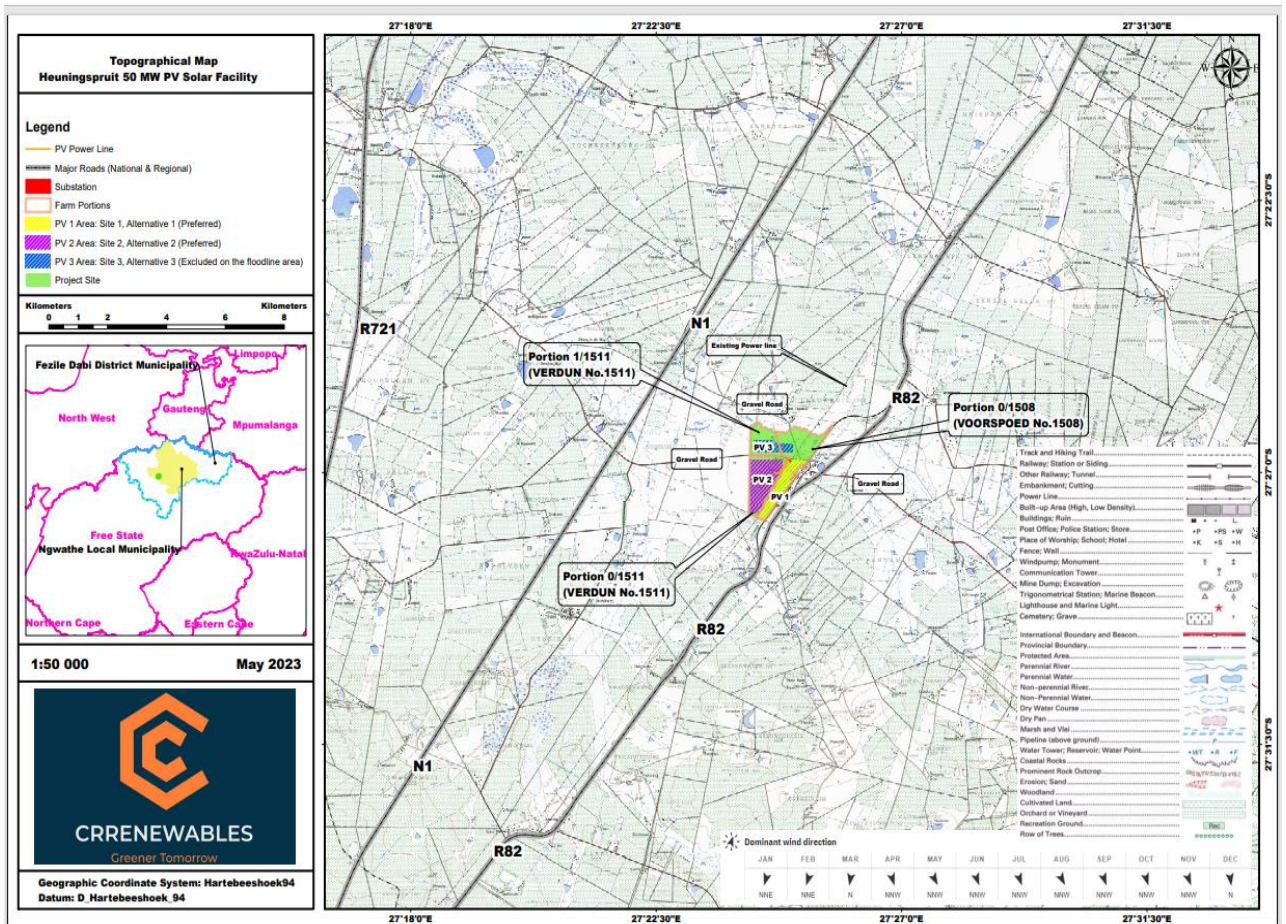 Topographical Map
Heuningspruit 50 MW PV Solar Facility
Legend
PV Power Line
Major Roads (National & Regional)
Substation
Farm Portions
PV 1 Area: Site 1, Alternative 1 (Preferred)
PV 2 Area: Site 2, Alternative 2 (Preferred)
PV 3 Area: Site 3, Alternative 3 (Excluded on the floodline area)
Project Site
Kilometers Kilometers
0 1 2 4 6 8
Limpopo
Fezile Dabi District Municipality
North West
Gauteng
Mpumalanga
Free State
Ngwathe Local Municipality
KwaZulu-Natal
Northern Cape
Eastern Cape
1:50 000 May 2023
CRRENEWABLES
Greener Tomorrow
Geographic Coordinate System: Hartebeeshoek94
Datum: D_Hartebeeshoek_94
27°18'0"E 27°22'30"E 27°27'0"E 27°31'30"E
N
W E
S
27°22'30"S
R721
N1
Existing Power line
Portion 1/1511
(VERDUN No.1511)
Gravel Road
R82
Portion 0/1508
(VOORSPOED No.1508)
PV 3
Gravel Road
PV 2
Gravel Road
PV 1
27°27'0"S
Portion 0/1511
(VERDUN No.1511)
R82
N1
R82
27°31'30"S
Track and Hiking Trail
Railway; Station or Siding
Other Railway; Tunnel
Embankment; Cutting
Power Line
Built-up Area (High, Low Density)
Buildings; Ruin
Post Office; Police Station; Store
•P •PS •W
Place of Worship; School; Hotel
•K •S •H
Fence; Wall
Windpump; Monument
Communication Tower
Mine Dump; Excavation
Trigonometrical Station; Marine Beacon
Lighthouse and Marine Light
Cemetery; Grave
International Boundary and Beacon
Provincial Boundary
Protected Area
Perennial River
Perennial Water
Non-perennial River
Non-Perennial Water
Dry Water Course
Dry Pan
Marsh and Vlei
Pipeline (above ground)
Water Tower; Reservoir; Water Point
•WT •R •F
Coastal Rocks
Prominent Rock Outcrop
Erosion; Sand
Woodland
Cultivated Land
Orchard or Vineyard
Recreation Ground
Rec
Row of Trees
Dominant wind direction
JAN FEB MAR APR MAY JUN JUL AUG SEP OCT NOV DEC
NNE NNE N NNW NNW NNW NNW NNW NNW NNW NNW N
27°18'0"E 27°22'30"E 27°27'0"E 27°31'30"E